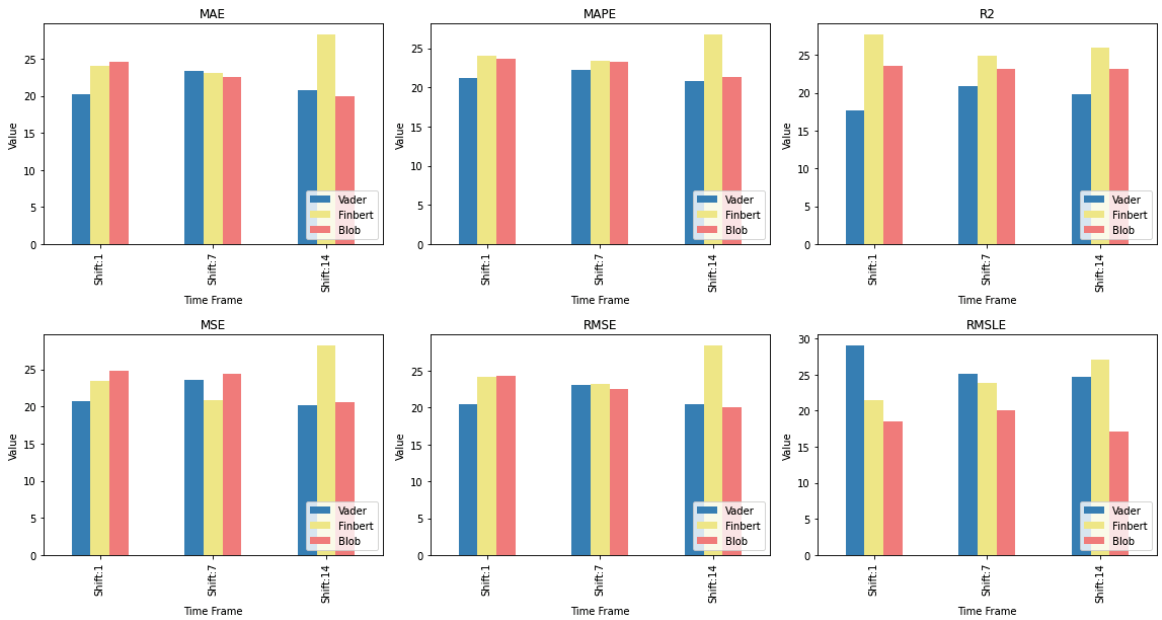 MAE
Value
25
20
15
10
5
0
Shift:1
Shift:7
Shift:14
Time Frame
Vader
Finbert
Blob
MAPE
Value
25
20
15
10
5
0
Shift:1
Shift:7
Shift:14
Time Frame
Vader
Finbert
Blob
R2
Value
25
20
15
10
5
0
Shift:1
Shift:7
Shift:14
Time Frame
Vader
Finbert
Blob
MSE
Value
25
20
15
10
5
0
Shift:1
Shift:7
Shift:14
Time Frame
Vader
Finbert
Blob
RMSE
Value
25
20
15
10
5
0
Shift:1
Shift:7
Shift:14
Time Frame
Vader
Finbert
Blob
RMSLE
Value
30
25
20
15
10
5
0
Shift:1
Shift:7
Shift:14
Time Frame
Vader
Finbert
Blob